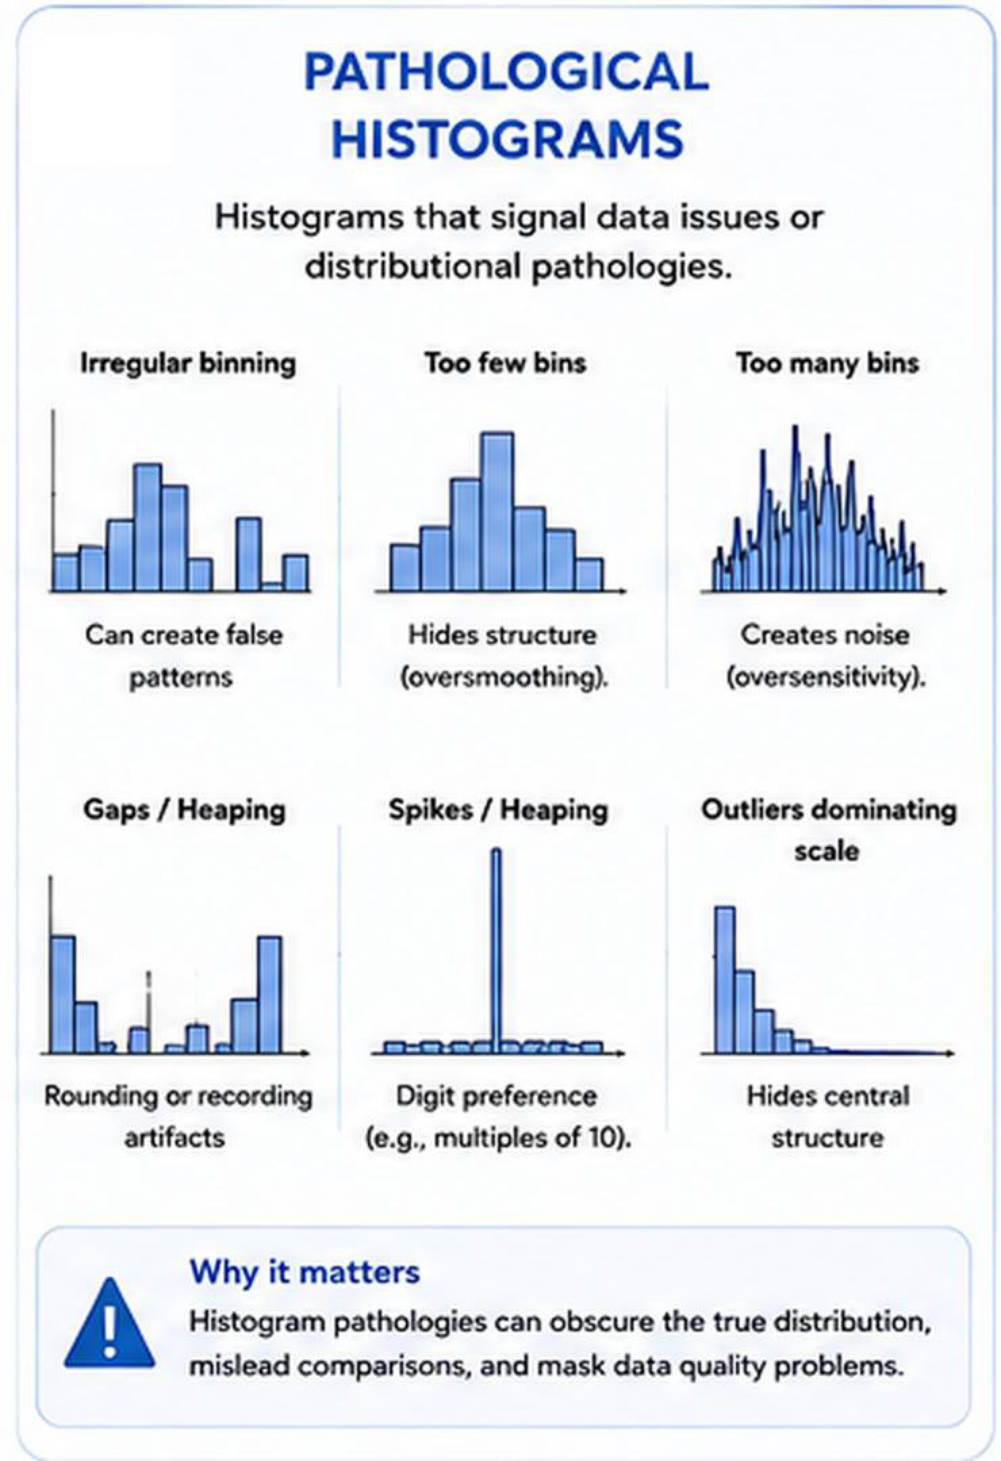 PATHOLOGICAL
HISTOGRAMS
Histograms that signal data issues or
distributional pathologies.
Irregular binning
Can create false
patterns
Too few bins
Hides structure
(oversmoothing).
Too many bins
Creates noise
(oversensitivity).
Gaps / Heaping
Rounding or recording
artifacts
Spikes / Heaping
Digit preference
(e.g., multiples of 10).
Outliers dominating
scale
Hides central
structure
Why it matters
Histogram pathologies can obscure the true distribution,
mislead comparisons, and mask data quality problems.